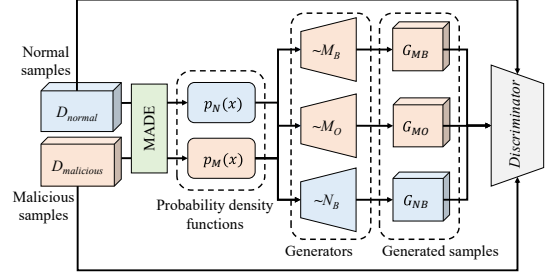 Normal
samples
D_normal
D_malicious
Malicious
samples
MADE
p_N(x)
p_M(x)
Probability density
functions
~M_B
~M_O
~N_B
Generators
G_MB
G_MO
G_NB
Generated samples
Discriminator